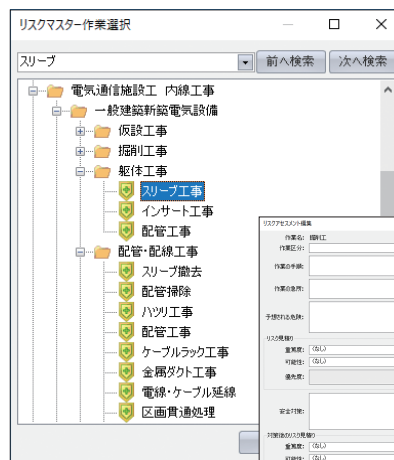 リスクマスター作業選択
スリーブ
前へ検索
次へ検索
電気通信施設工 内線工事
一般建築新築電気設備
仮設工事
掘削工事
躯体工事
スリーブ工事
インサート工事
配管工事
配管・配線工事
スリーブ撤去
配管掃除
ハツリ工事
配管工事
ケーブルラック工事
金属ダクト工事
電線・ケーブル延線
区画貫通処理
リスクアセスメント編集
作業名: 掘削工
作業区分:
作業の手順:
作業の急所:
予想される危険:
リスク見積り
重篤度: (なし)
可能性: (なし)
優先度:
安全対策:
対策後のリスク見積り
重篤度: (なし)
可能性: (なし)